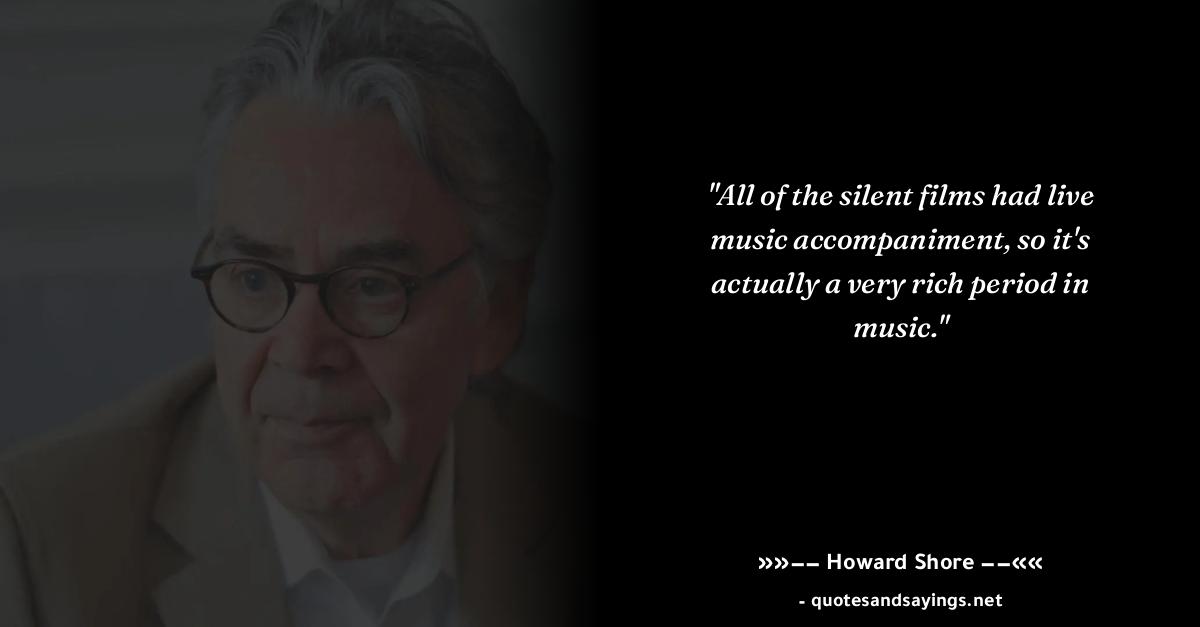 "All of the silent films had live
music accompaniment, so it's
actually a very rich period in
music."
»»−− Howard Shore −−««
- quotesandsayings.net